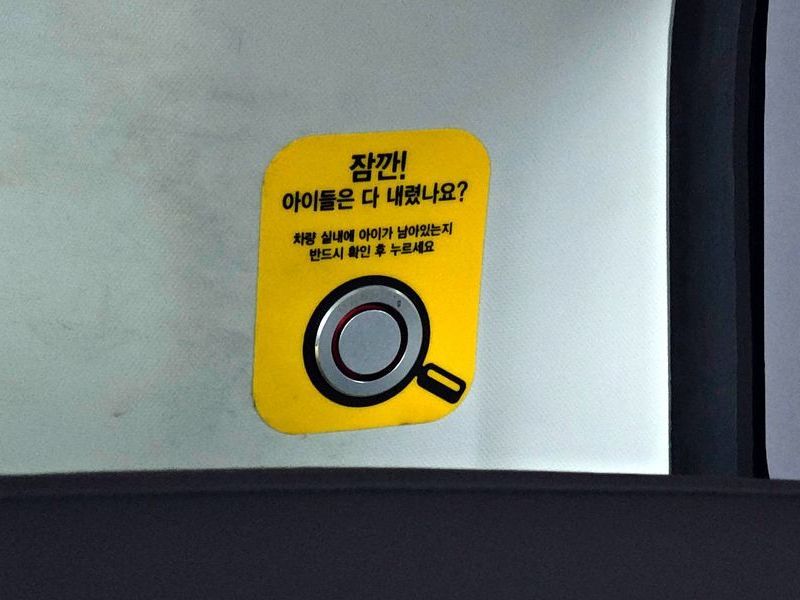 잠깐!
아이들은 다 내렸나요?
차량 실내에 아이가 남아있는지
반드시 확인 후 누르세요